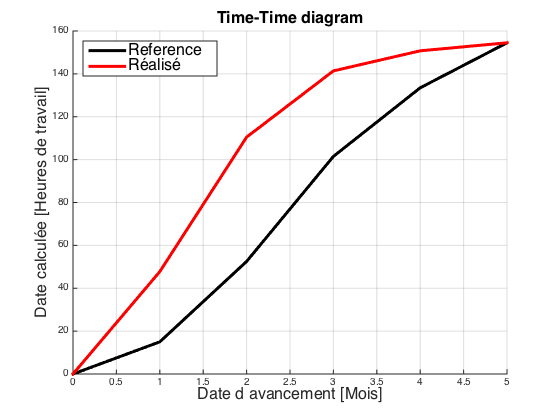 Time-Time diagram
Reference
Réalisé
160
140
120
100
80
60
40
20
0
Date calculée [Heures de travail]
0 0.5 1 1.5 2 2.5 3 3.5 4 4.5 5
Date d avancement [Mois]